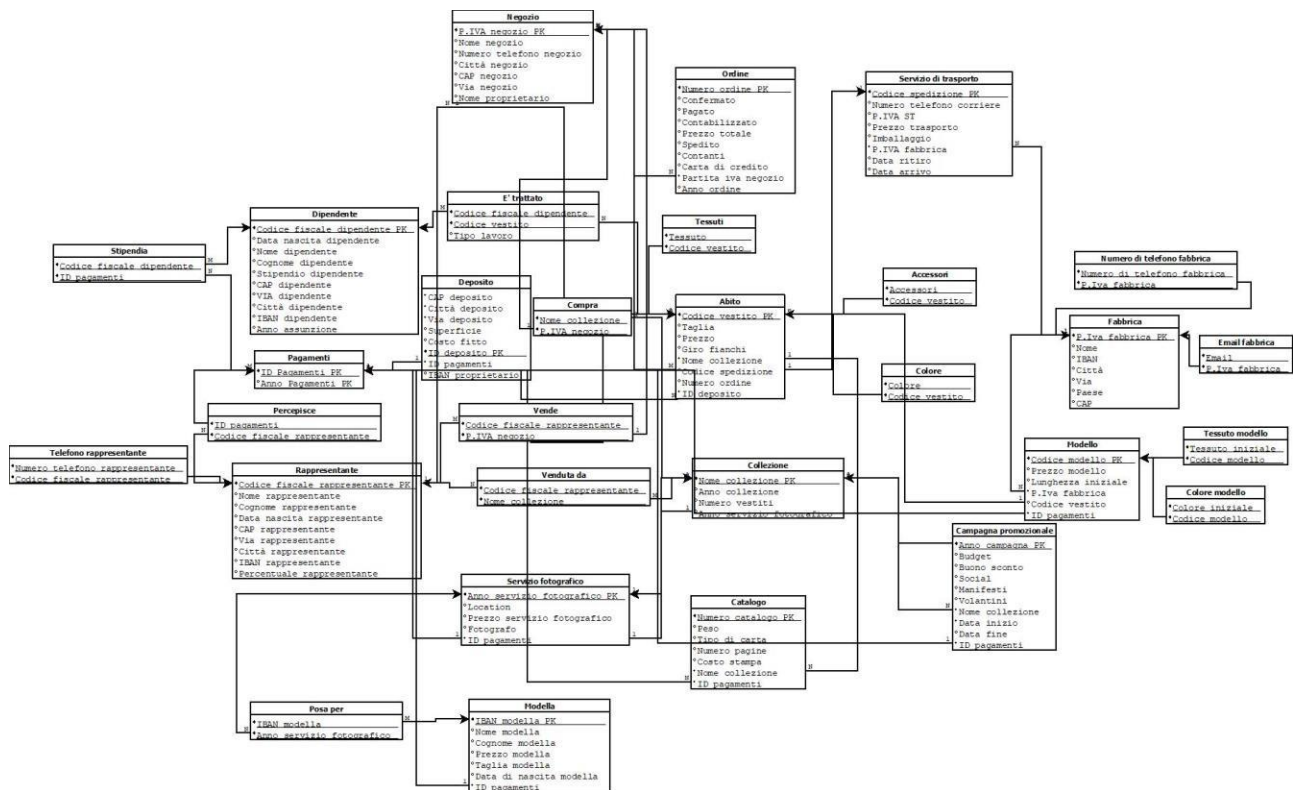 Negozio
P.IVA negozio PK
Nome negozio
Numero telefono negozio
Città negozio
CAP negozio
Via negozio
Nome proprietario
Ordine
Numero ordine PK
Confermato
Pagato
Contabilizzato
Prezzo totale
Spedito
Contanti
Carta di credito
Partita iva negozio
Anno ordine
Servizio di trasporto
Codice spedizione PK
Numero telefono corriere
P.IVA ST
Prezzo trasporto
Imballaggio
P.IVA fabbrica
Data ritiro
Data arrivo
E' trattato
Codice fiscale dipendente
Codice vestito
Tipo lavoro
Dipendente
Codice fiscale dipendente PK
Data nascita dipendente
Nome dipendente
Cognome dipendente
Stipendio dipendente
CAP dipendente
VIA dipendente
Città dipendente
IBAN dipendente
Anno assunzione
Stipendia
Codice fiscale dipendente
ID pagamenti
Tessuti
Tessuto
Codice vestito
Numero di telefono fabbrica
Numero di telefono fabbrica
P.Iva fabbrica
Deposito
CAP deposito
Città deposito
Via deposito
Superficie
Costo fitto
ID deposito PK
ID pagamenti
IBAN proprietario
Compra
Nome collezione
P.IVA negozio
Abito
Codice vestito PK
Taglia
Prezzo
Giro fianchi
Nome collezione
Codice spedizione
Numero ordine
ID deposito
Accessori
Accessori
Codice vestito
Fabbrica
P.Iva fabbrica PK
Nome
IBAN
Città
Via
Paese
CAP
Email fabbrica
Email
P.Iva fabbrica
Pagamenti
ID Pagamenti PK
Anno Pagamenti PK
Colore
Colore
Codice vestito
Percepisce
ID pagamenti
Codice fiscale rappresentante
Vende
Codice fiscale rappresentante
P.IVA negozio
Modello
Codice modello PK
Prezzo modello
Lunghezza iniziale
P.Iva fabbrica
Codice vestito
ID pagamenti
Tessuto modello
Tessuto iniziale
Codice modello
Telefono rappresentante
Numero telefono rappresentante
Codice fiscale rappresentante
Rappresentante
Codice fiscale rappresentante PK
Nome rappresentante
Cognome rappresentante
Data nascita rappresentante
CAP rappresentante
Via rappresentante
Città rappresentante
IBAN rappresentante
Percentuale rappresentante
Venduta da
Codice fiscale rappresentante
Nome collezione
Collezione
Nome collezione PK
Anno collezione
Numero vestiti
Anno servizio fotografico
Colore modello
Colore iniziale
Codice modello
Campagna promozionale
Anno campagna PK
Budget
Buono sconto
Social
Manifesti
Volantini
Nome collezione
Data inizio
Data fine
ID pagamenti
Servizio fotografico
Anno servizio fotografico PK
Location
Prezzo servizio fotografico
Fotografo
ID pagamenti
Catalogo
Numero catalogo PK
Peso
Tipo di carta
Numero pagine
Costo stampa
Nome collezione
ID pagamenti
Posa per
IBAN modella
Anno servizio fotografico
Modella
IBAN modella PK
Nome modella
Cognome modella
Prezzo modella
Taglia modella
Data di nascita modella
ID pagamenti